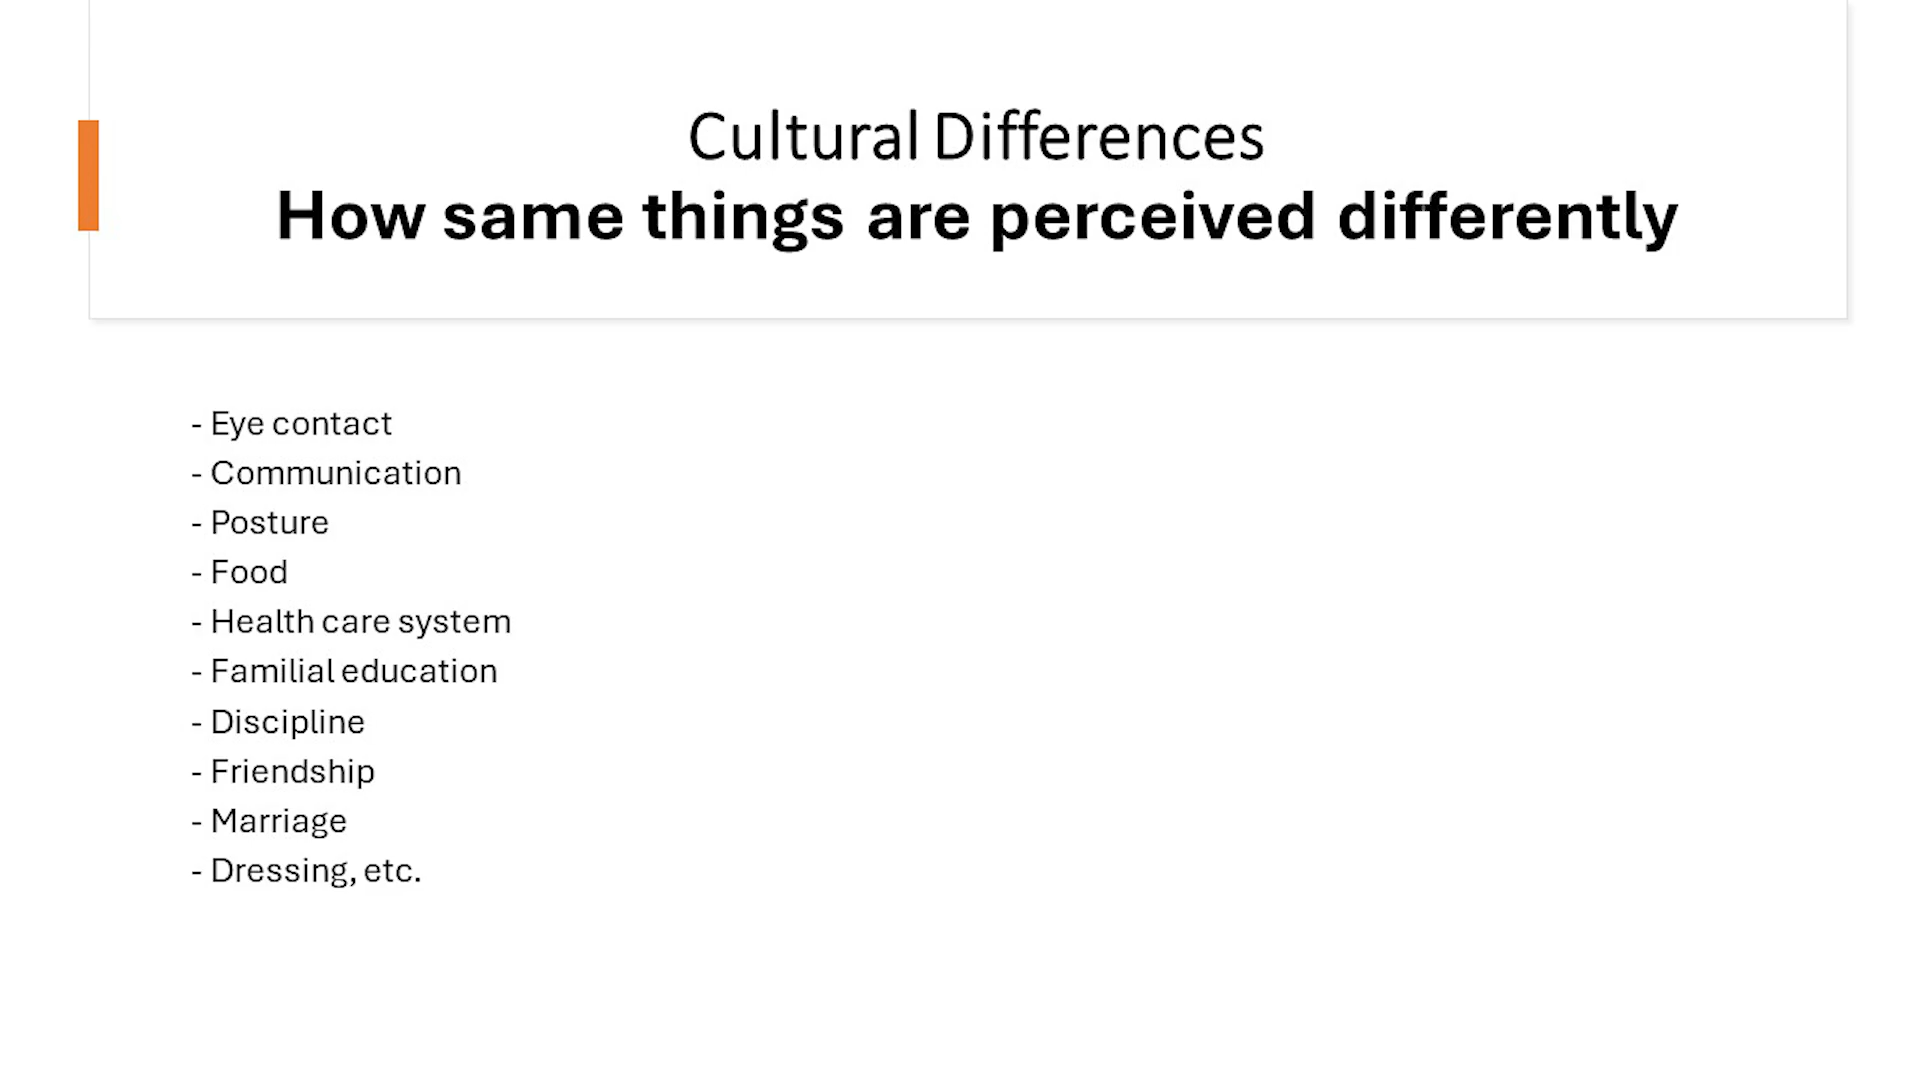 Cultural Differences
How same things are perceived differently
- Eye contact
- Communication
- Posture
- Food
- Health care system
- Familial education
- Discipline
- Friendship
- Marriage
- Dressing, etc.